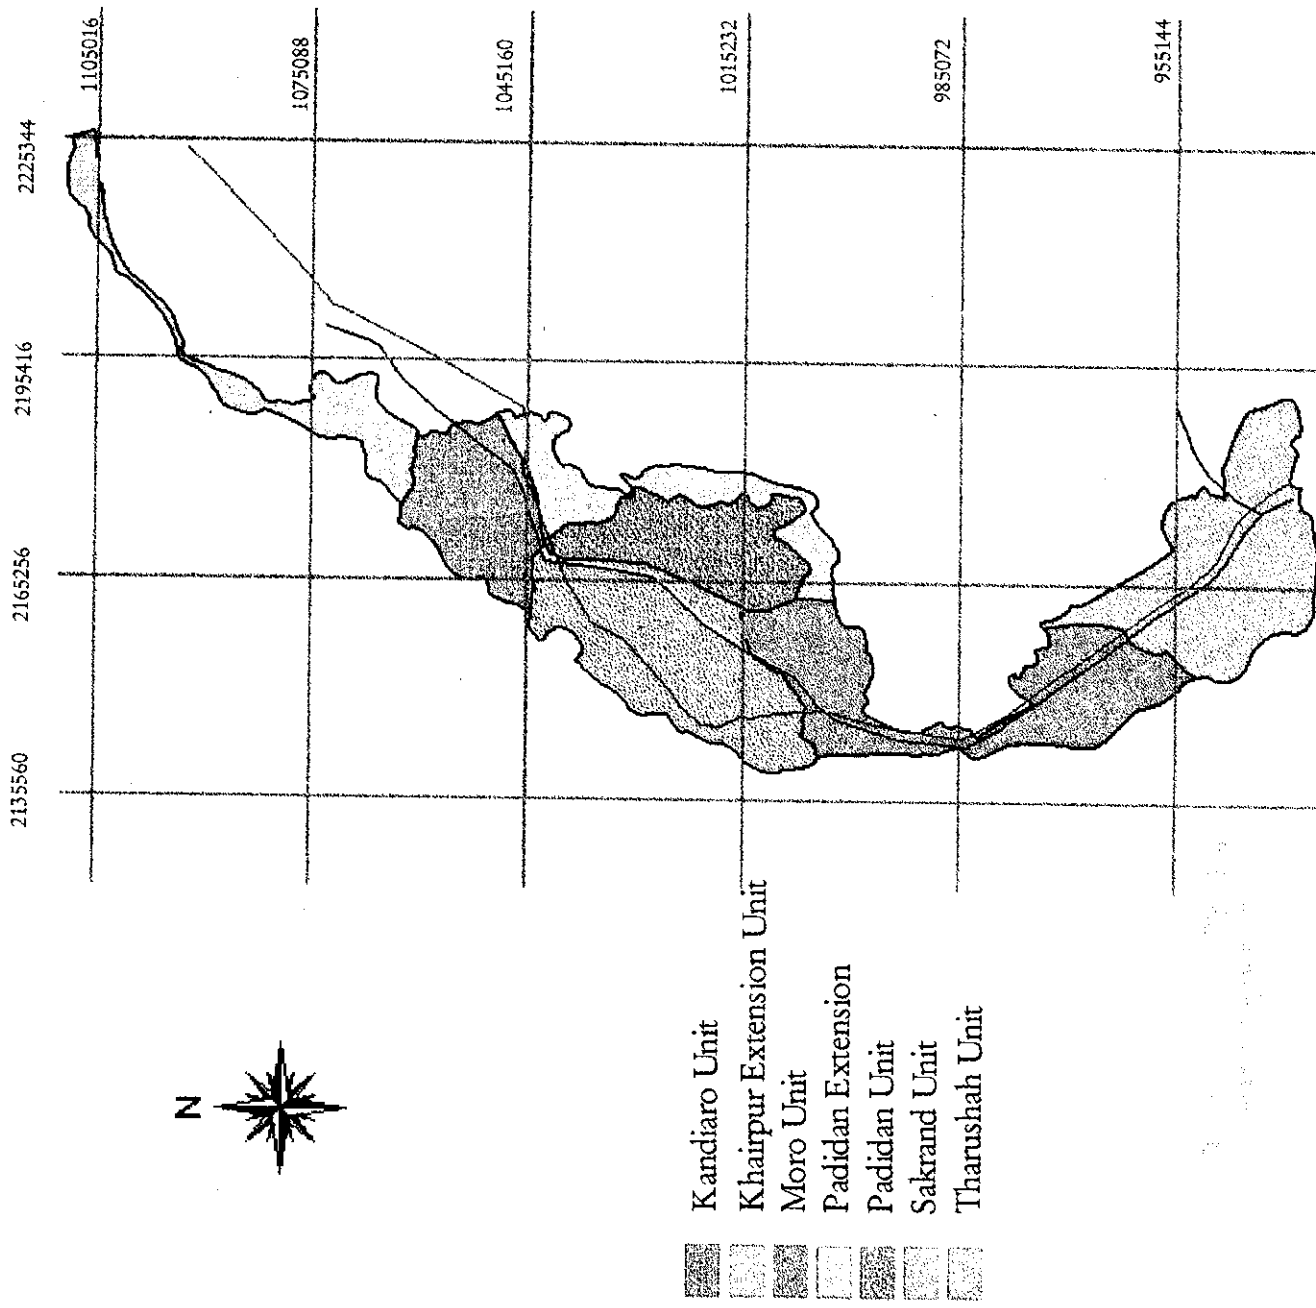 2135560
2165256
2195416
2225344
1105016
1075088
1045160
1015232
985072
955144
N
Kandiaro Unit
Khairpur Extension Unit
Moro Unit
Padidan Extension
Padidan Unit
Sakrand Unit
Tharushah Unit